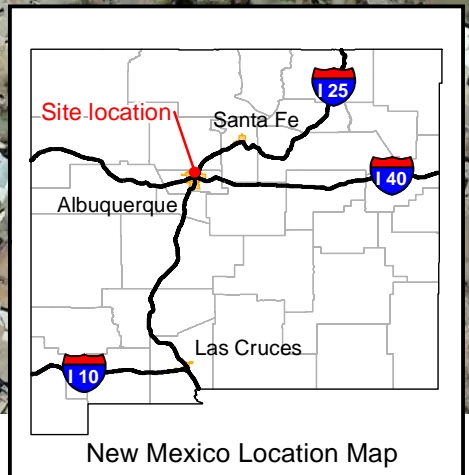 I 25
Site location
Santa Fe
I 40
Albuquerque
Las Cruces
I 10
New Mexico Location Map